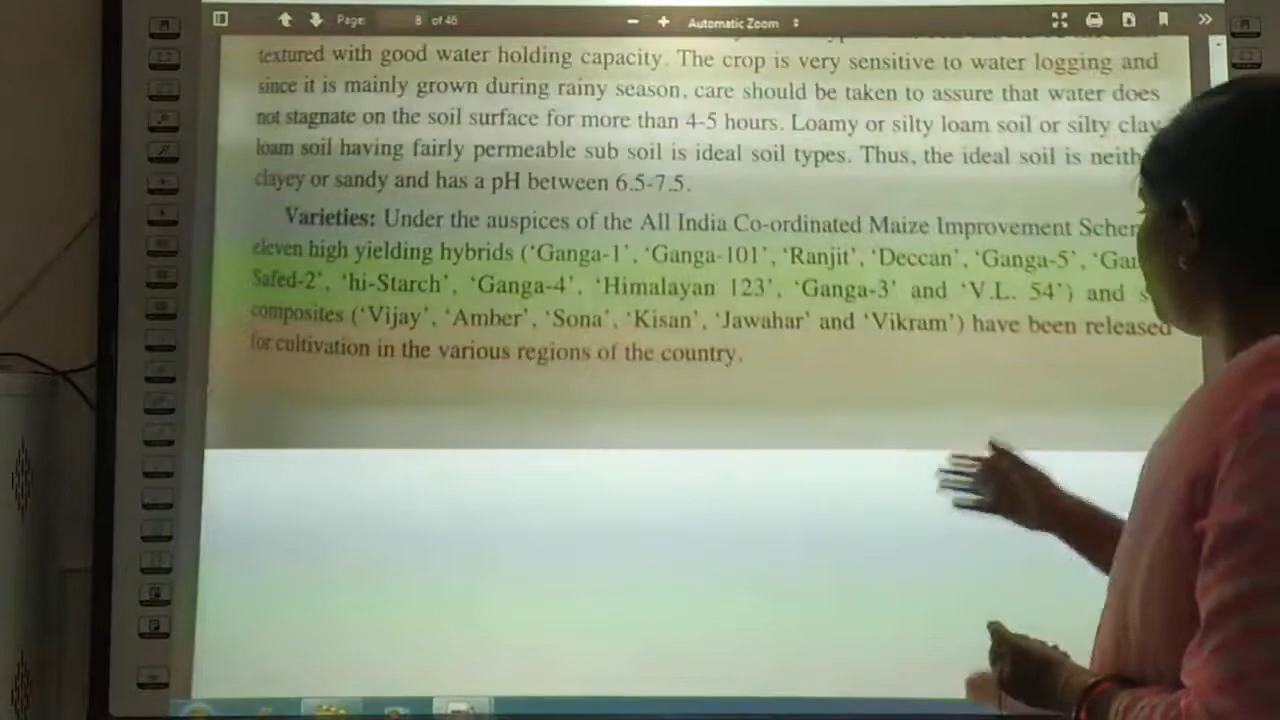 Page: 8 of 46 Automatic Zoom
textured with good water holding capacity. The crop is very sensitive to water logging and
since it is mainly grown during rainy season, care should be taken to assure that water does
not stagnate on the soil surface for more than 4-5 hours. Loamy or silty loam soil or silty clay
loam soil having fairly permeable sub soil is ideal soil types. Thus, the ideal soil is neith
clayey or sandy and has a pH between 6.5-7.5.
Varieties: Under the auspices of the All India Co-ordinated Maize Improvement Schem
eleven high yielding hybrids ('Ganga-1', 'Ganga-101', 'Ranjit', 'Deccan', 'Ganga-5', 'Gan
Safed-2', 'hi-Starch', 'Ganga-4', 'Himalayan 123', 'Ganga-3' and 'V.L. 54') and s
composites ('Vijay', 'Amber', 'Sona', 'Kisan', 'Jawahar' and 'Vikram') have been released
for cultivation in the various regions of the country.